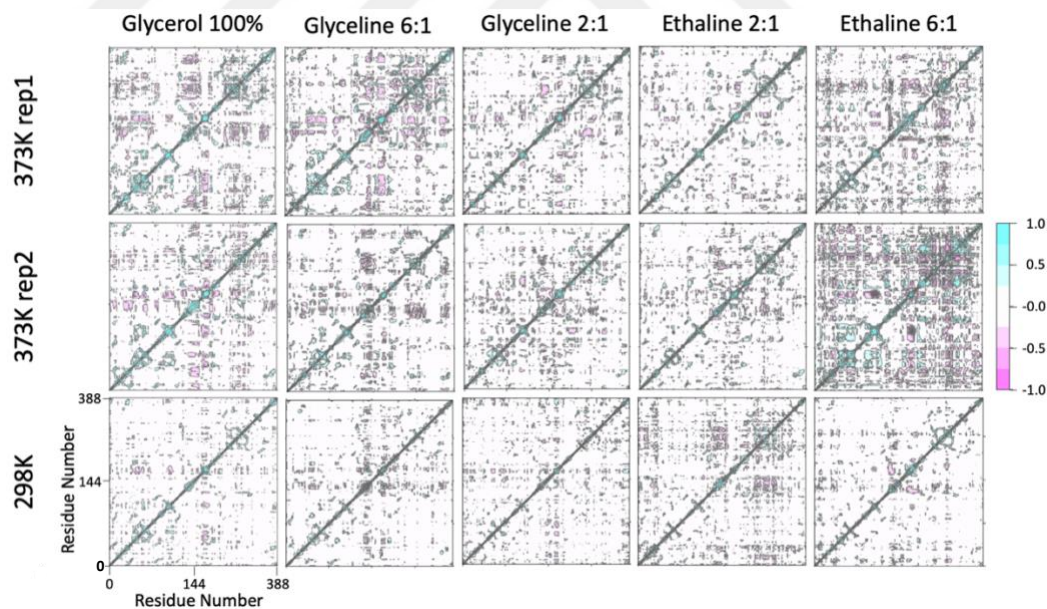 Glycerol 100%
Glyceline 6:1
Glyceline 2:1
Ethaline 2:1
Ethaline 6:1
373K rep1
373K rep2
298K
1.0
0.5
-0.0
-0.5
-1.0
388
144
0
Residue Number
0
144
388
Residue Number